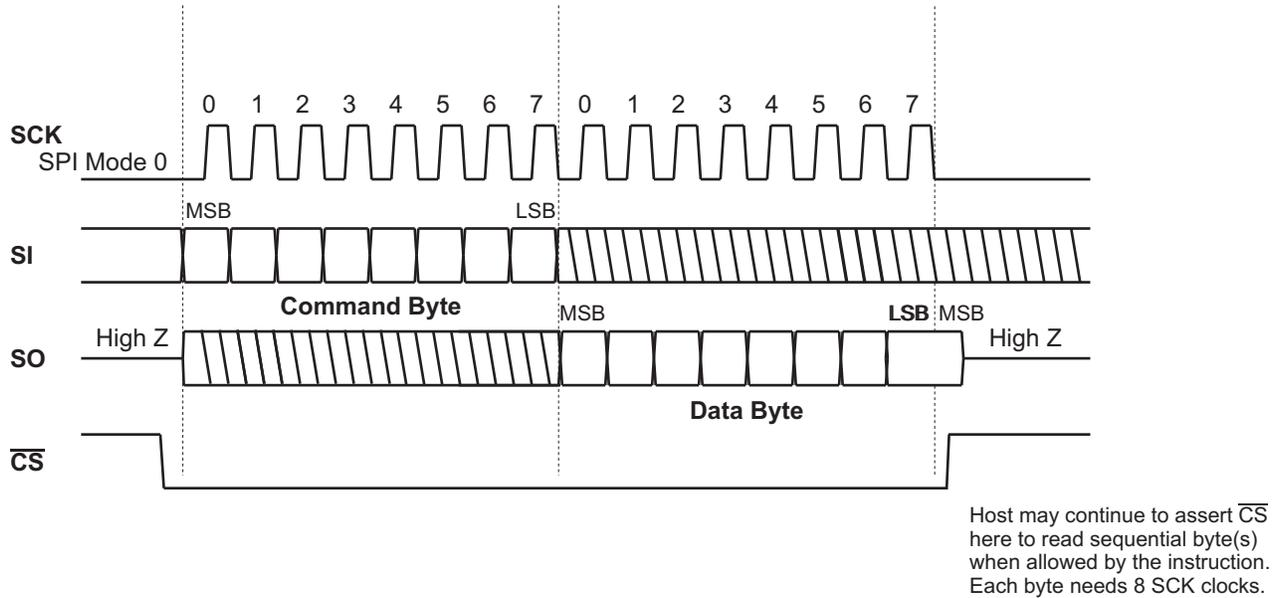 0 1 2 3 4 5 6 7 0 1 2 3 4 5 6 7
SCK
SPI Mode 0
MSB LSB
SI
Command Byte
MSB LSB MSB
High Z High Z
SO
Data Byte
CS
Host may continue to assert CS
here to read sequential byte(s)
when allowed by the instruction.
Each byte needs 8 SCK clocks.